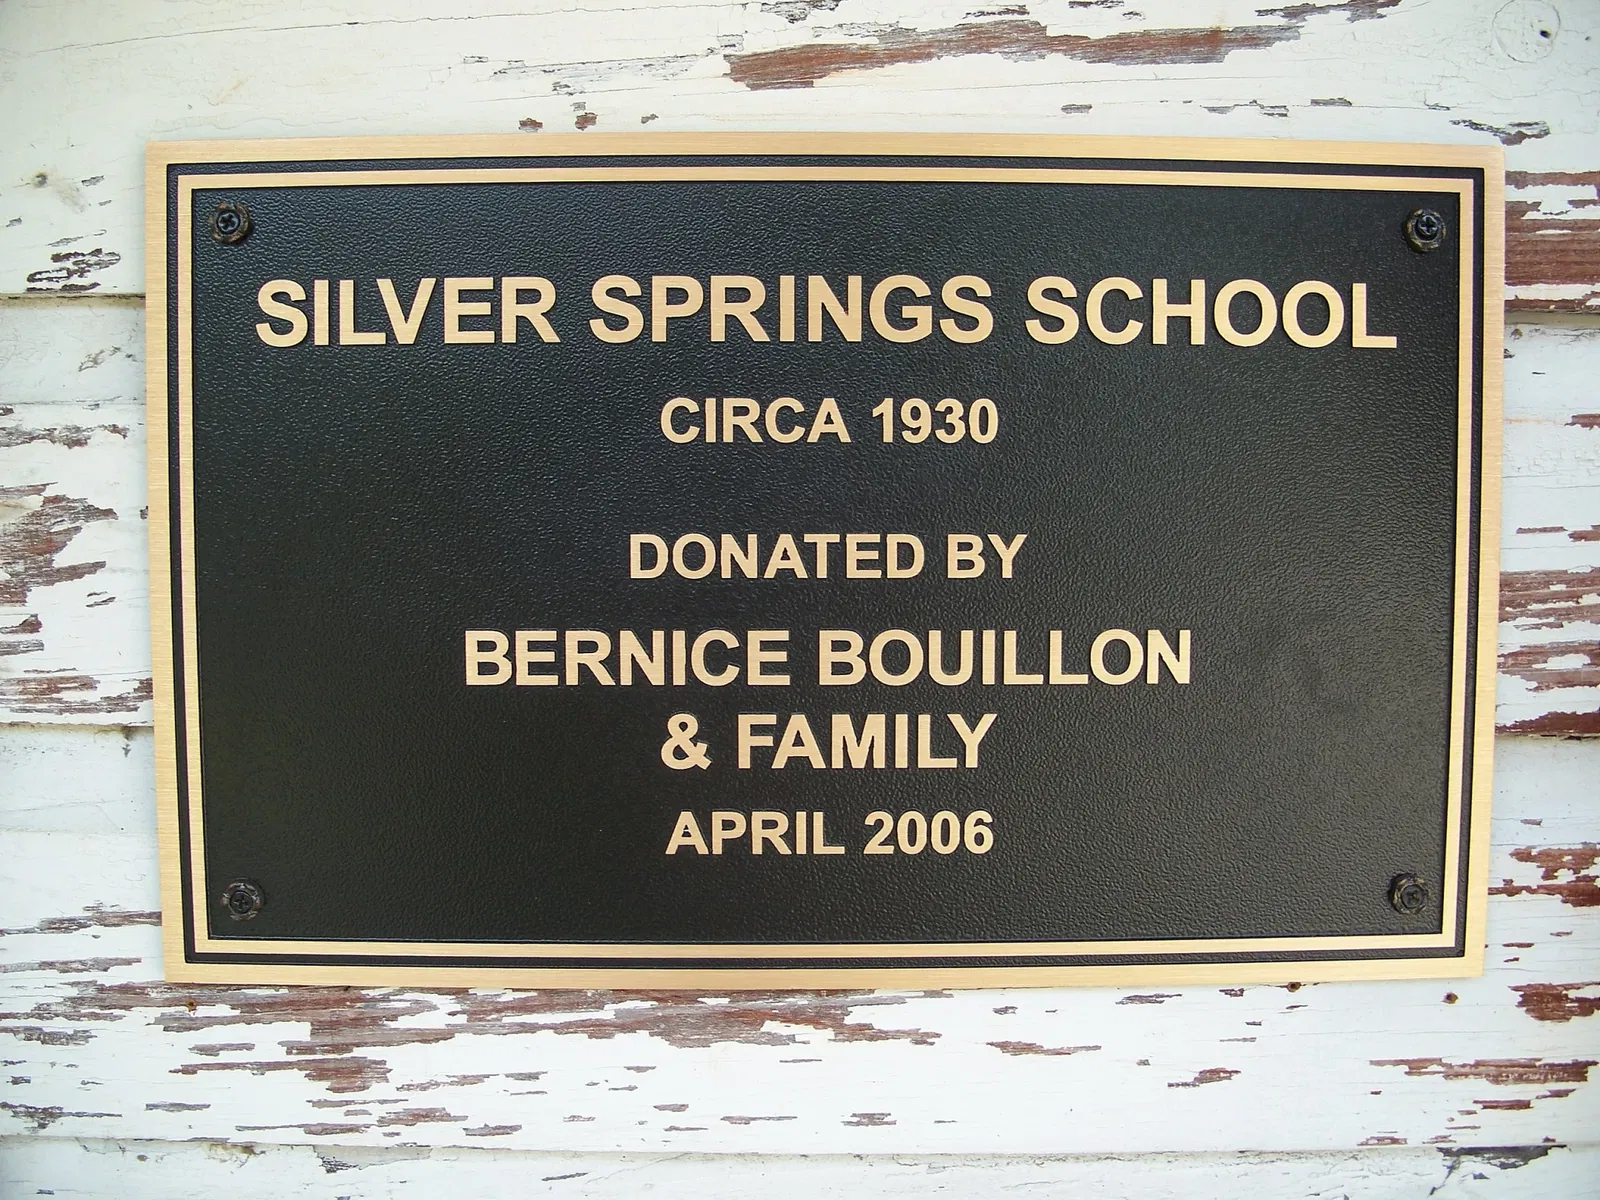 SILVER SPRINGS SCHOOL
CIRCA 1930
DONATED BY
BERNICE BOUILLON
& FAMILY
APRIL 2006